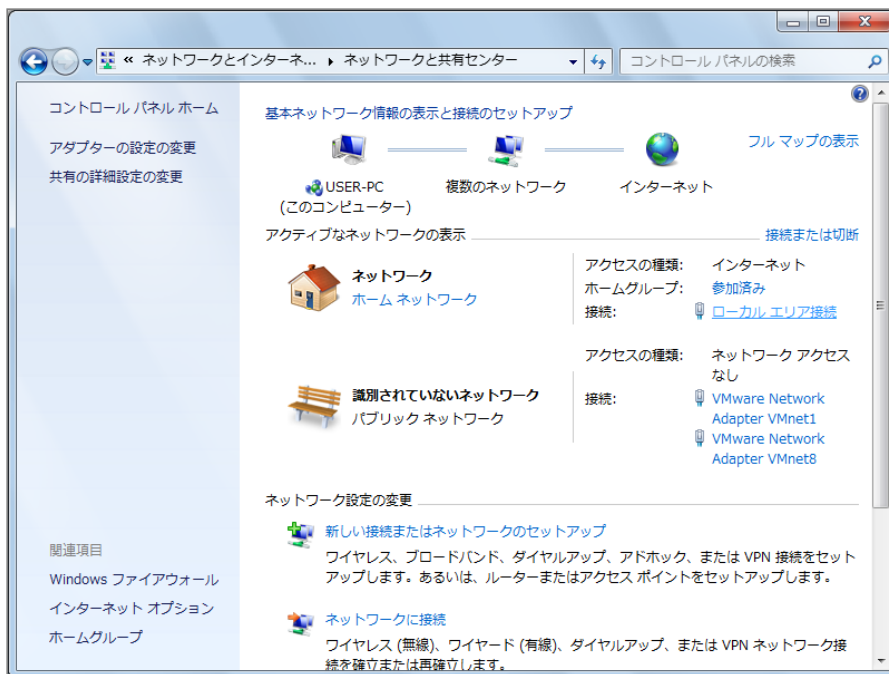 « ネットワークとインターネ... ▸ ネットワークと共有センター
コントロール パネルの検索
コントロール パネル ホーム
アダプターの設定の変更
共有の詳細設定の変更
基本ネットワーク情報の表示と接続のセットアップ
フル マップの表示
USER-PC
(このコンピューター)
複数のネットワーク
インターネット
アクティブなネットワークの表示
接続または切断
ネットワーク
ホーム ネットワーク
アクセスの種類: インターネット
ホームグループ: 参加済み
接続: ローカル エリア接続
識別されていないネットワーク
パブリック ネットワーク
アクセスの種類: ネットワーク アクセス
なし
接続: VMware Network
Adapter VMnet1
VMware Network
Adapter VMnet8
ネットワーク設定の変更
新しい接続またはネットワークのセットアップ
ワイヤレス、ブロードバンド、ダイヤルアップ、アドホック、または VPN 接続をセット
アップします。あるいは、ルーターまたはアクセス ポイントをセットアップします。
ネットワークに接続
ワイヤレス (無線)、ワイヤード (有線)、ダイヤルアップ、または VPN ネットワーク接
続を確立または再確立します。
関連項目
Windows ファイアウォール
インターネット オプション
ホームグループ